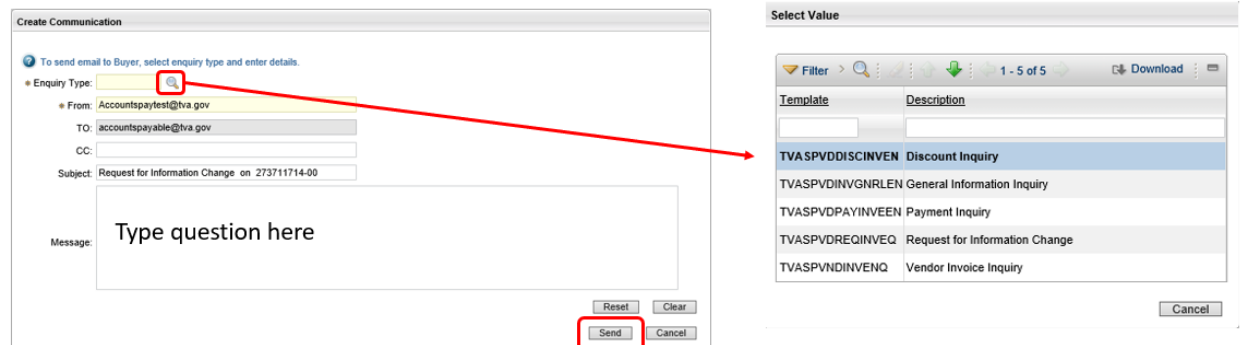 Create Communication
To send email to Buyer, select enquiry type and enter details.
Enquiry Type:
From: Accountspaytest@tva.gov
TO: accountspayable@tva.gov
CC:
Subject: Request for Information Change on 273711714-00
Message: Type question here
Reset Clear
Send Cancel
Select Value
Filter 1 - 5 of 5 Download
Template Description
TVASPVDDISCINVEN Discount Inquiry
TVASPVDINVGNRLEN General Information Inquiry
TVASPVDPAYINVEEN Payment Inquiry
TVASPVDREQINVEQ Request for Information Change
TVASPVNDINVENQ Vendor Invoice Inquiry
Cancel